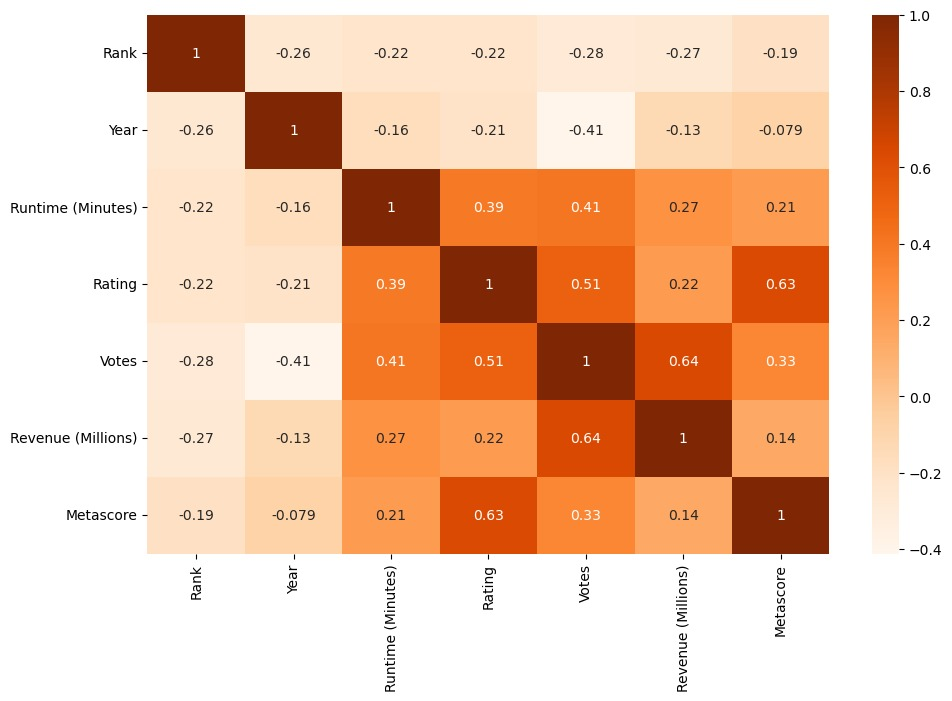 Rank 1 -0.26 -0.22 -0.22 -0.28 -0.27 -0.19
Year -0.26 1 -0.16 -0.21 -0.41 -0.13 -0.079
Runtime (Minutes) -0.22 -0.16 1 0.39 0.41 0.27 0.21
Rating -0.22 -0.21 0.39 1 0.51 0.22 0.63
Votes -0.28 -0.41 0.41 0.51 1 0.64 0.33
Revenue (Millions) -0.27 -0.13 0.27 0.22 0.64 1 0.14
Metascore -0.19 -0.079 0.21 0.63 0.33 0.14 1
Rank
Year
Runtime (Minutes)
Rating
Votes
Revenue (Millions)
Metascore
1.0
0.8
0.6
0.4
0.2
0.0
−0.2
−0.4